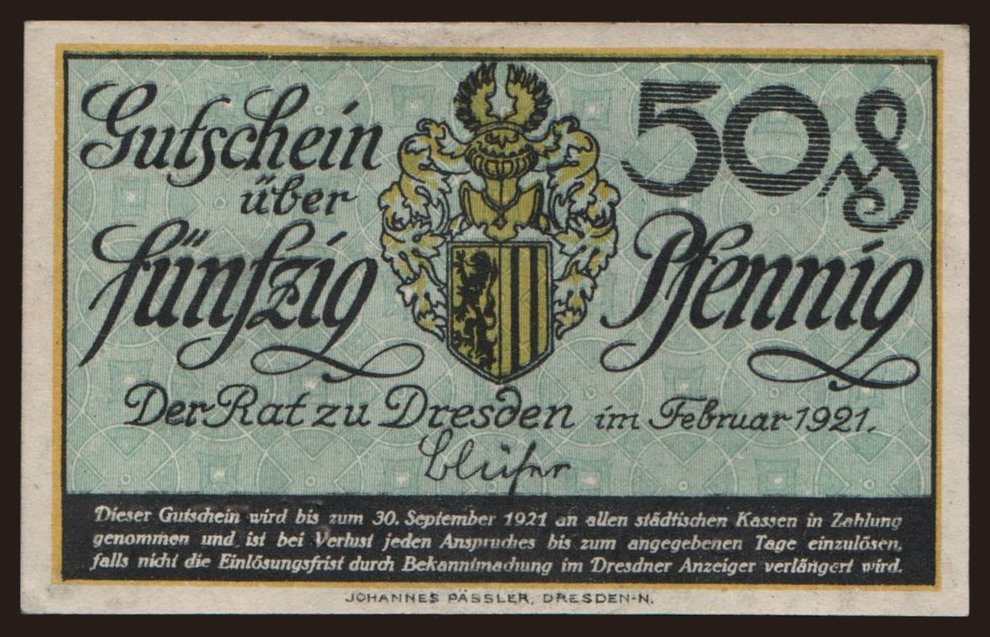 Gutschein
über
fünfzig
50 ₰
Pfennig
Der Rat zu Dresden im Februar 1921.
Blüher
Dieser Gutschein wird bis zum 30. September 1921 an allen städtischen Kassen in Zahlung
genommen und ist bei Verlust jeden Anspruches bis zum angegebenen Tage einzulösen,
falls nicht die Einlösungsfrist durch Bekanntmachung im Dresdner Anzeiger verlängert wird.
JOHANNES PÄSSLER, DRESDEN-N.